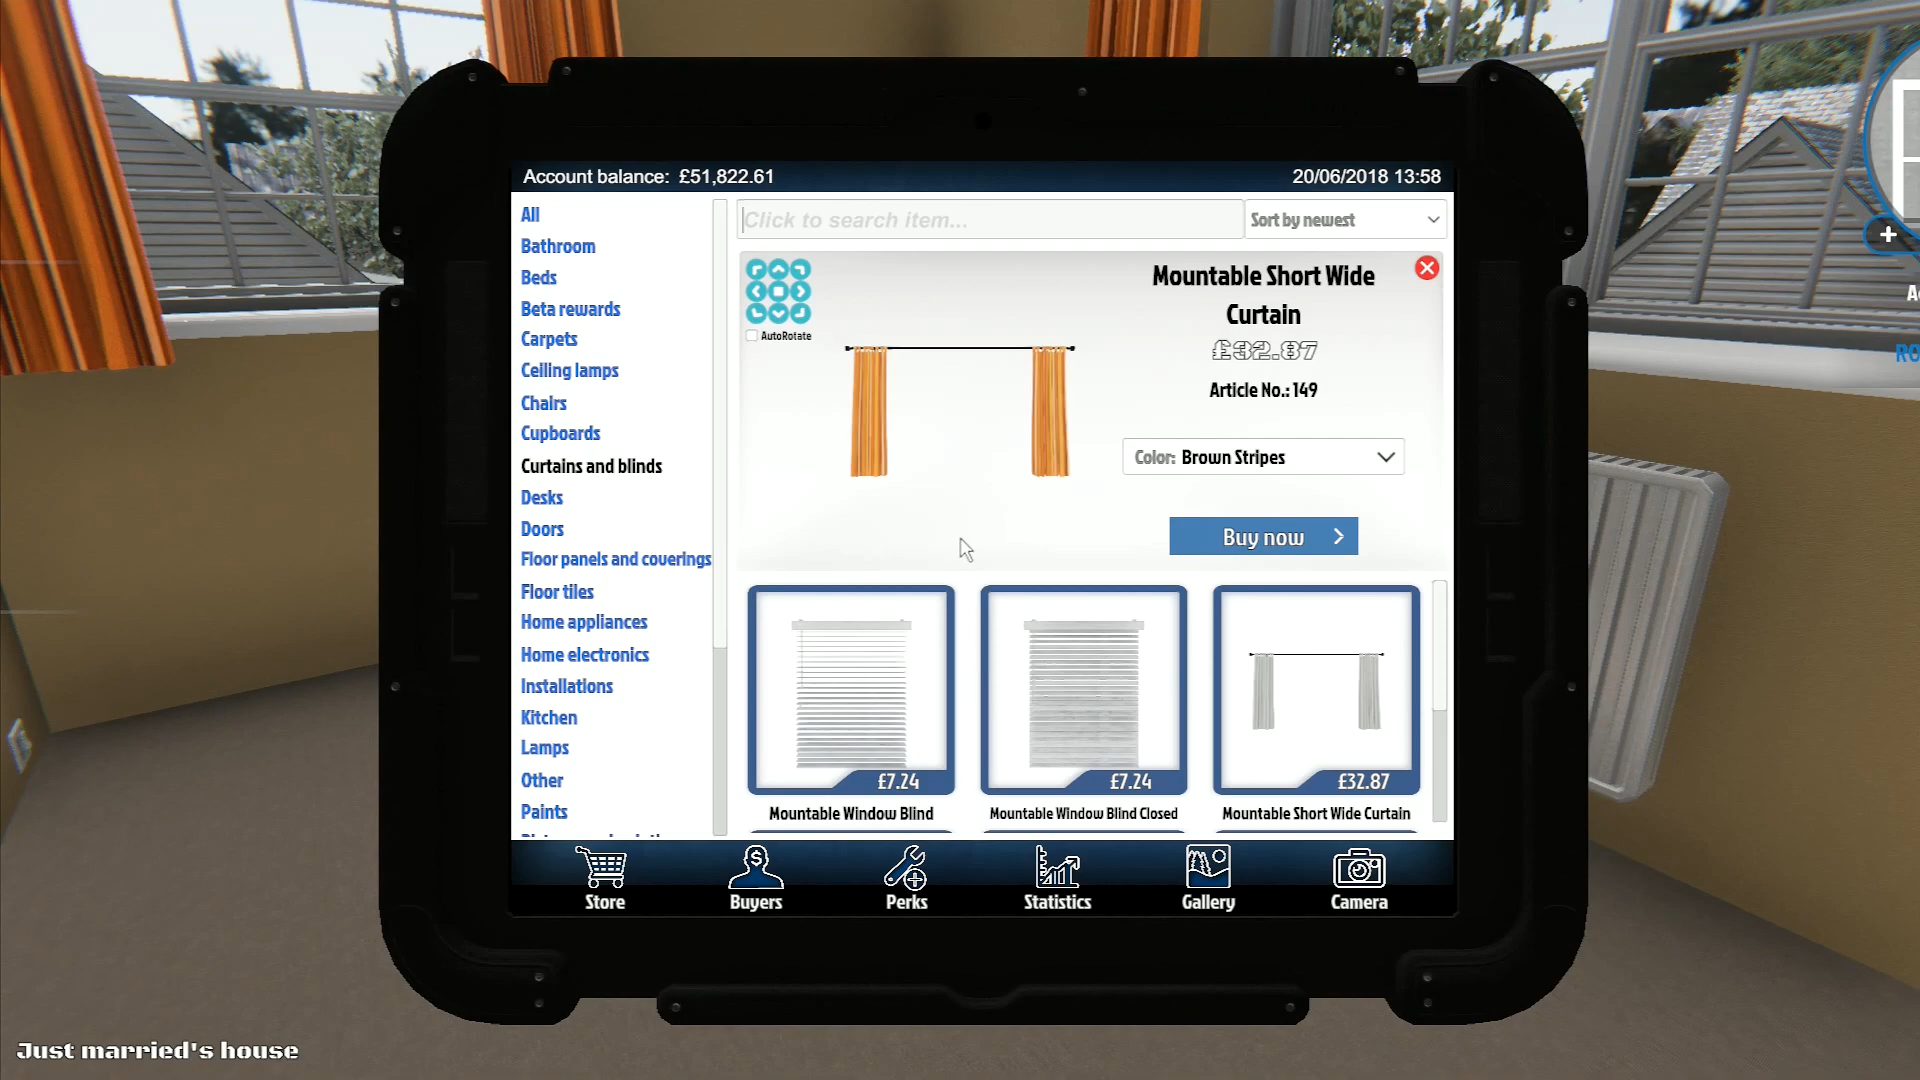 Account balance: £51,822.61
20/06/2018 13:58
All
Bathroom
Beds
Beta rewards
Carpets
Ceiling lamps
Chairs
Cupboards
Curtains and blinds
Desks
Doors
Floor panels and coverings
Floor tiles
Home appliances
Home electronics
Installations
Kitchen
Lamps
Other
Paints
Click to search item...
Sort by newest
AutoRotate
Mountable Short Wide
Curtain
£32.87
Article No.: 149
Color: Brown Stripes
Buy now
£7.24
£7.24
£32.87
Mountable Window Blind
Mountable Window Blind Closed
Mountable Short Wide Curtain
Store
Buyers
Perks
Statistics
Gallery
Camera
Just married's house